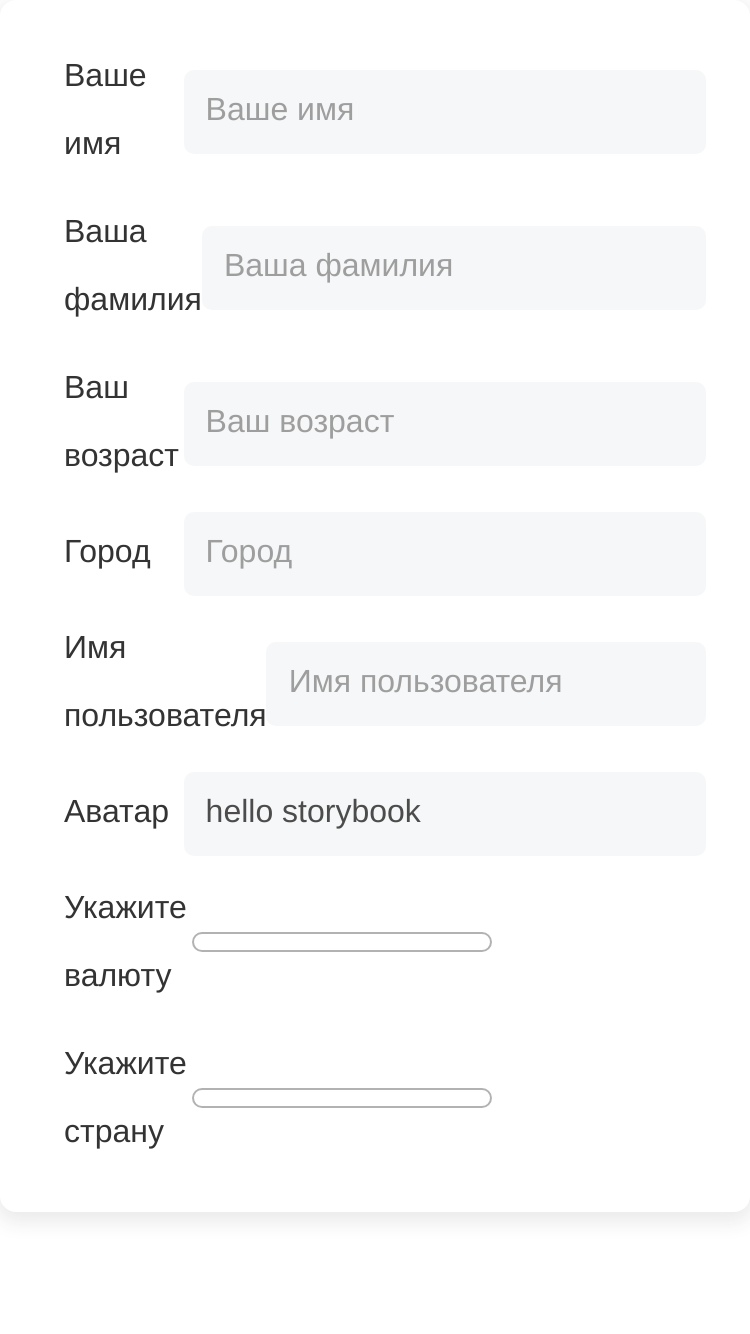 Ваше
имя
Ваше имя
Ваша
фамилия
Ваша фамилия
Ваш
возраст
Ваш возраст
Город
Город
Имя
пользователя
Имя пользователя
Аватар
hello storybook
Укажите
валюту
Укажите
страну